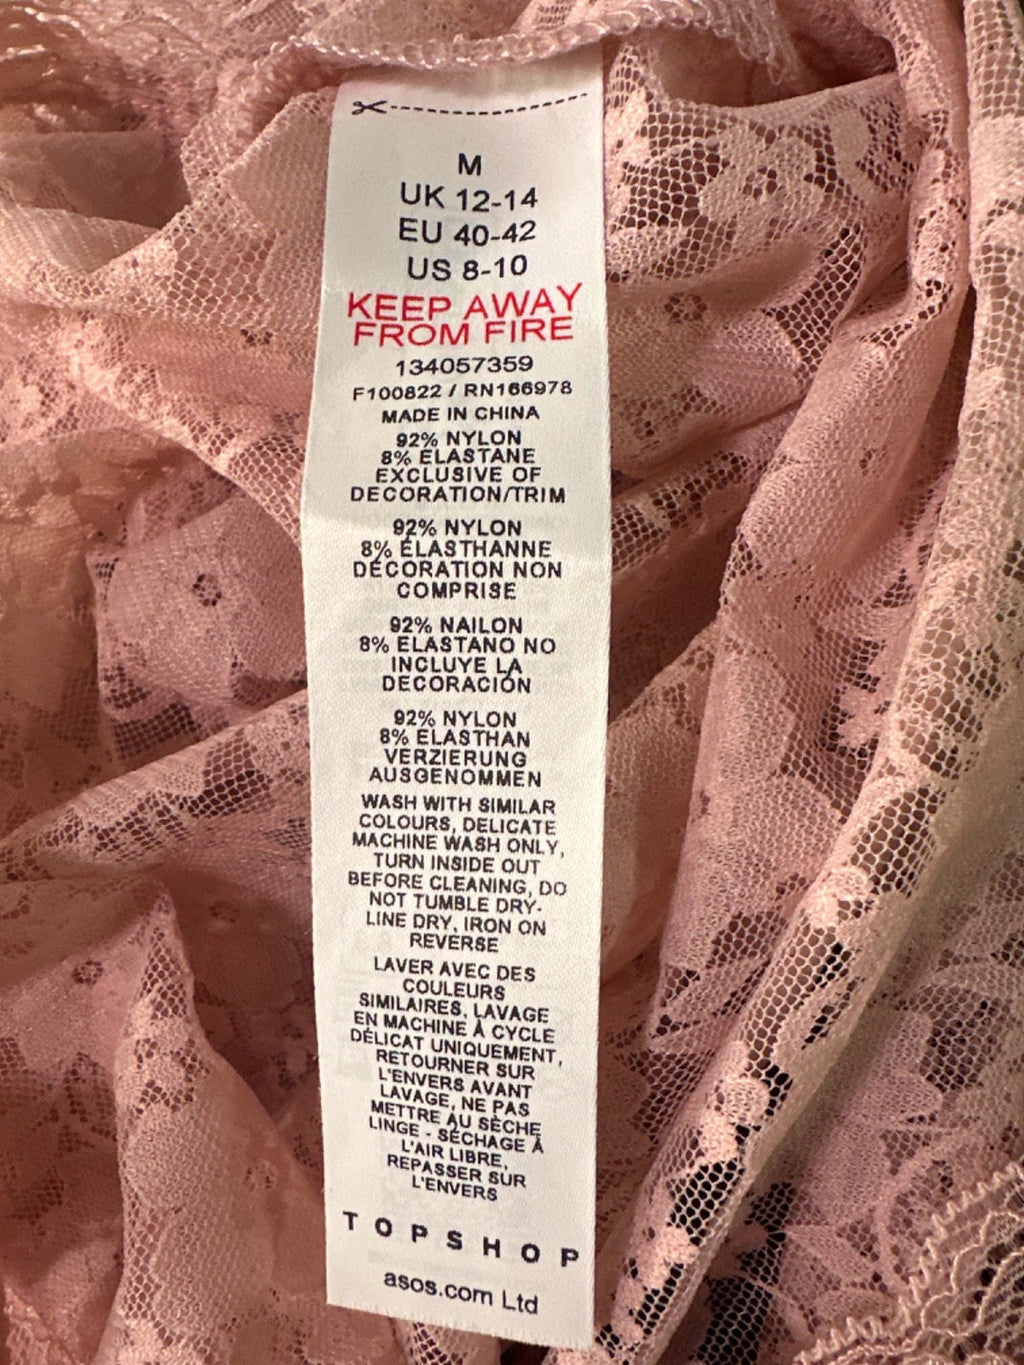 M
UK 12-14
EU 40-42
US 8-10
KEEP AWAY
FROM FIRE
134057359
F100822 / RN166978
MADE IN CHINA
92% NYLON
8% ELASTANE
EXCLUSIVE OF
DECORATION/TRIM
92% NYLON
8% ÉLASTHANNE
DÉCORATION NON
COMPRISE
92% NAILON
8% ELASTANO NO
INCLUYE LA
DECORACIÓN
92% NYLON
8% ELASTHAN
VERZIERUNG
AUSGENOMMEN
WASH WITH SIMILAR
COLOURS, DELICATE
MACHINE WASH ONLY,
TURN INSIDE OUT
BEFORE CLEANING, DO
NOT TUMBLE DRY-
LINE DRY, IRON ON
REVERSE
LAVER AVEC DES
COULEURS
SIMILAIRES, LAVAGE
EN MACHINE À CYCLE
DÉLICAT UNIQUEMENT,
RETOURNER SUR
L'ENVERS AVANT
LAVAGE, NE PAS
METTRE AU SÈCHE
LINGE - SÉCHAGE À
L'AIR LIBRE,
REPASSER SUR
L'ENVERS
TOPSHOP
asos.com Ltd